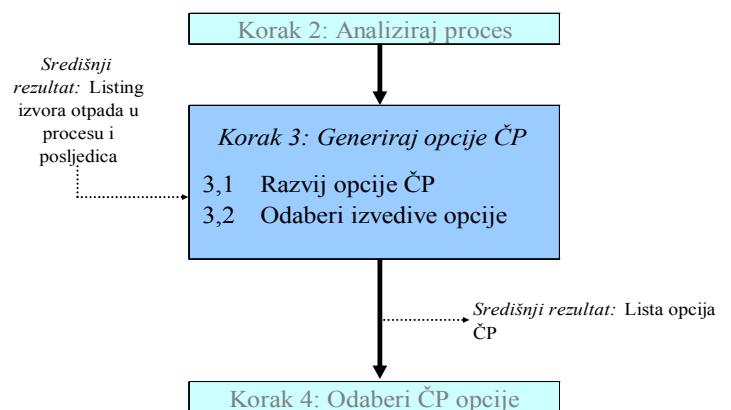 Korak 2: Analiziraj proces
Središnji
rezultat: Listing
izvora otpada u
procesu i
posljedica
Korak 3: Generiraj opcije ČP
3,1 Razvij opcije ČP
3,2 Odaberi izvedive opcije
Središnji rezultat: Lista opcija
ČP
Korak 4: Odaberi ČP opcije